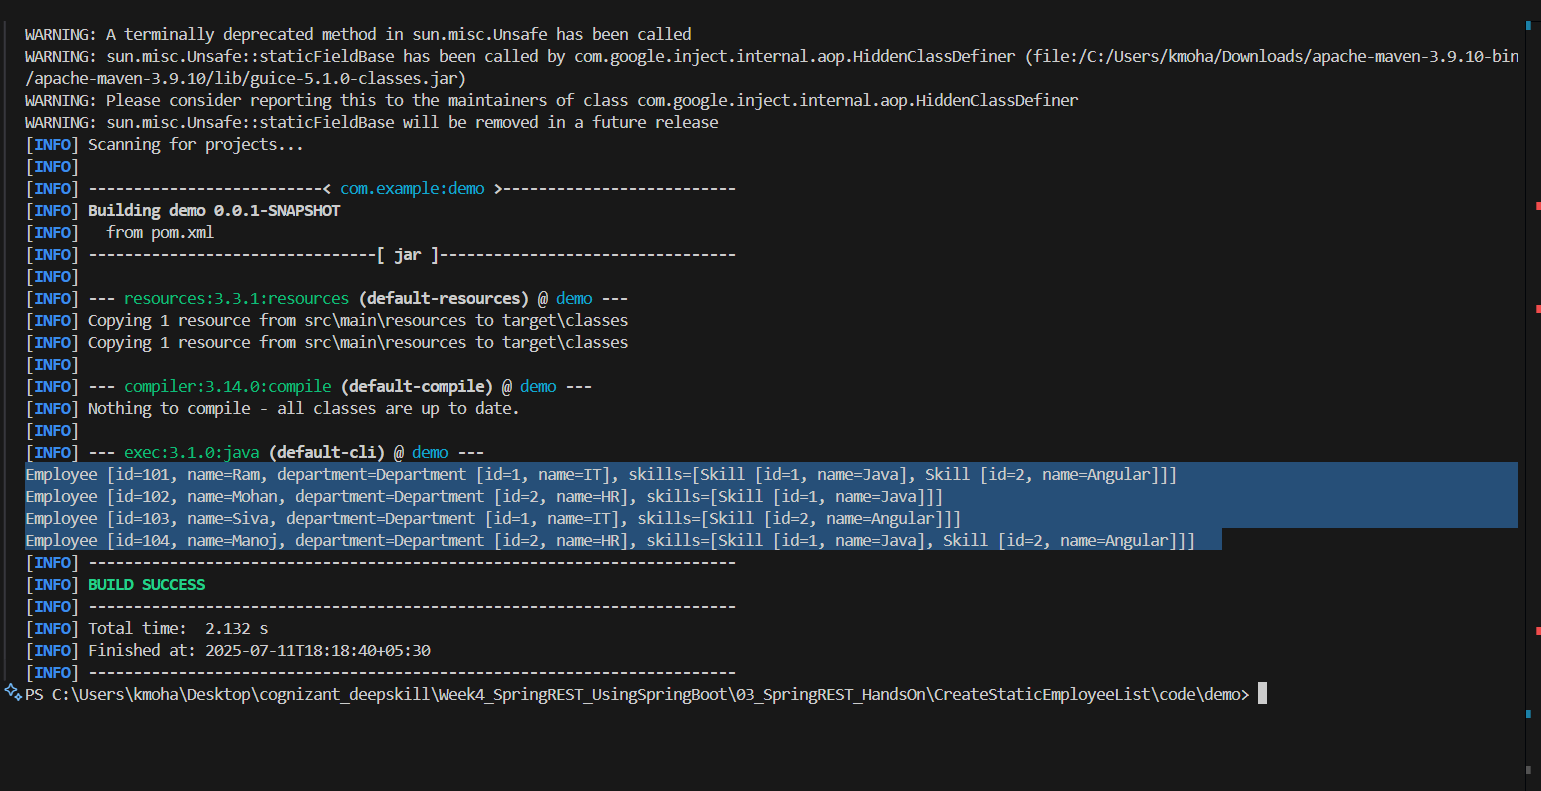 WARNING: A terminally deprecated method in sun.misc.Unsafe has been called
WARNING: sun.misc.Unsafe::staticFieldBase has been called by com.google.inject.internal.aop.HiddenClassDefiner (file:/C:/Users/kmoha/Downloads/apache-maven-3.9.10-bin
/apache-maven-3.9.10/lib/guice-5.1.0-classes.jar)
WARNING: Please consider reporting this to the maintainers of class com.google.inject.internal.aop.HiddenClassDefiner
WARNING: sun.misc.Unsafe::staticFieldBase will be removed in a future release
[INFO] Scanning for projects...
[INFO]
[INFO] --------------------------< com.example:demo >--------------------------
[INFO] Building demo 0.0.1-SNAPSHOT
[INFO]   from pom.xml
[INFO] --------------------------------[ jar ]---------------------------------
[INFO]
[INFO] --- resources:3.3.1:resources (default-resources) @ demo ---
[INFO] Copying 1 resource from src\main\resources to target\classes
[INFO] Copying 1 resource from src\main\resources to target\classes
[INFO]
[INFO] --- compiler:3.14.0:compile (default-compile) @ demo ---
[INFO] Nothing to compile - all classes are up to date.
[INFO]
[INFO] --- exec:3.1.0:java (default-cli) @ demo ---
Employee [id=101, name=Ram, department=Department [id=1, name=IT], skills=[Skill [id=1, name=Java], Skill [id=2, name=Angular]]]
Employee [id=102, name=Mohan, department=Department [id=2, name=HR], skills=[Skill [id=1, name=Java]]]
Employee [id=103, name=Siva, department=Department [id=1, name=IT], skills=[Skill [id=2, name=Angular]]]
Employee [id=104, name=Manoj, department=Department [id=2, name=HR], skills=[Skill [id=1, name=Java], Skill [id=2, name=Angular]]]
[INFO] ------------------------------------------------------------------------
[INFO] BUILD SUCCESS
[INFO] ------------------------------------------------------------------------
[INFO] Total time:  2.132 s
[INFO] Finished at: 2025-07-11T18:18:40+05:30
[INFO] ------------------------------------------------------------------------
PS C:\Users\kmoha\Desktop\cognizant_deepskill\Week4_SpringREST_UsingSpringBoot\03_SpringREST_HandsOn\CreateStaticEmployeeList\code\demo>